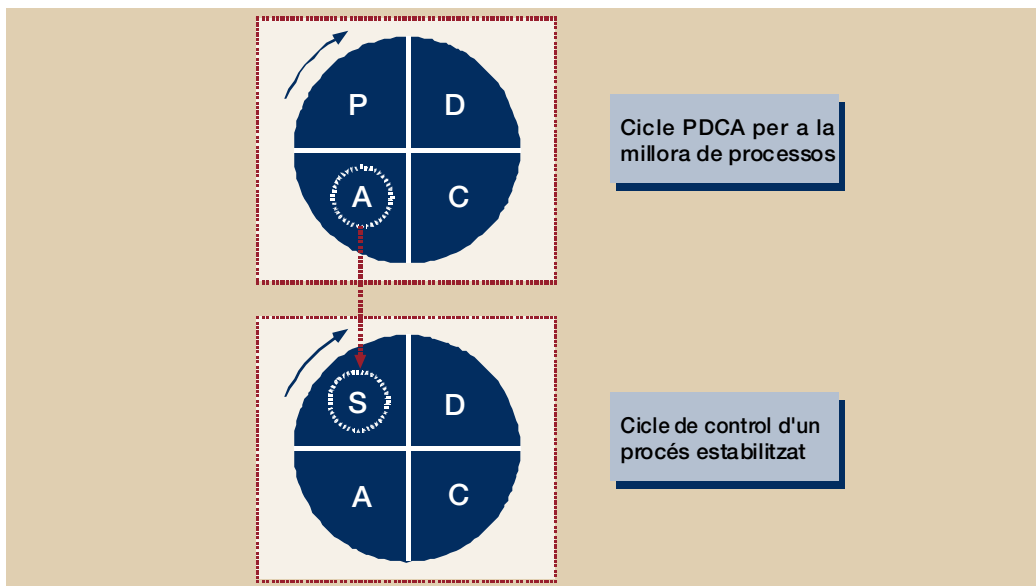 P D
A C
Cicle PDCA per a la
millora de processos
S D
A C
Cicle de control d'un
procés estabilitzat